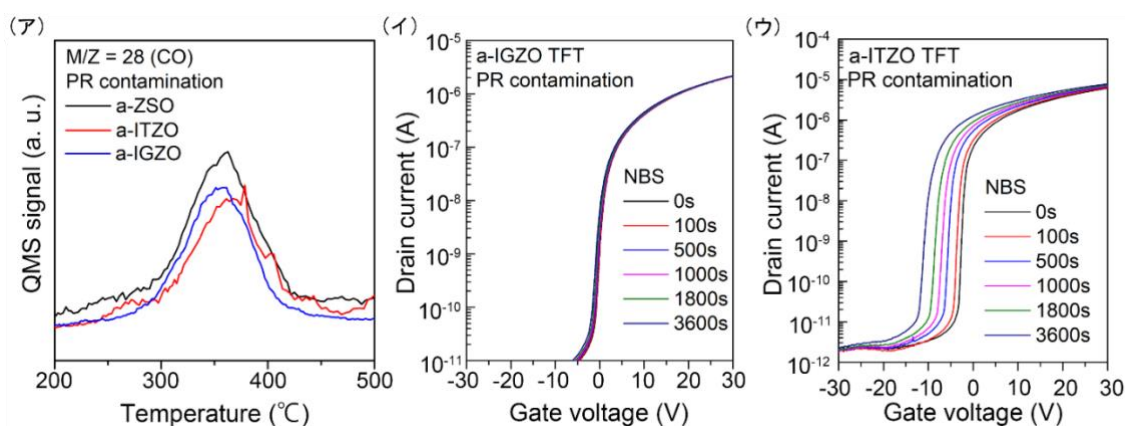 （ア）
M/Z = 28 (CO)
PR contamination
a-ZSO
a-ITZO
a-IGZO
QMS signal (a. u.)
200 300 400 500
Temperature (℃)
（イ）
a-IGZO TFT
PR contamination
NBS
0s
100s
500s
1000s
1800s
3600s
Drain current (A)
10-5
10-6
10-7
10-8
10-9
10-10
10-11
-30 -20 -10 0 10 20 30
Gate voltage (V)
（ウ）
a-ITZO TFT
PR contamination
NBS
0s
100s
500s
1000s
1800s
3600s
Drain current (A)
10-4
10-5
10-6
10-7
10-8
10-9
10-10
10-11
10-12
-30 -20 -10 0 10 20 30
Gate voltage (V)